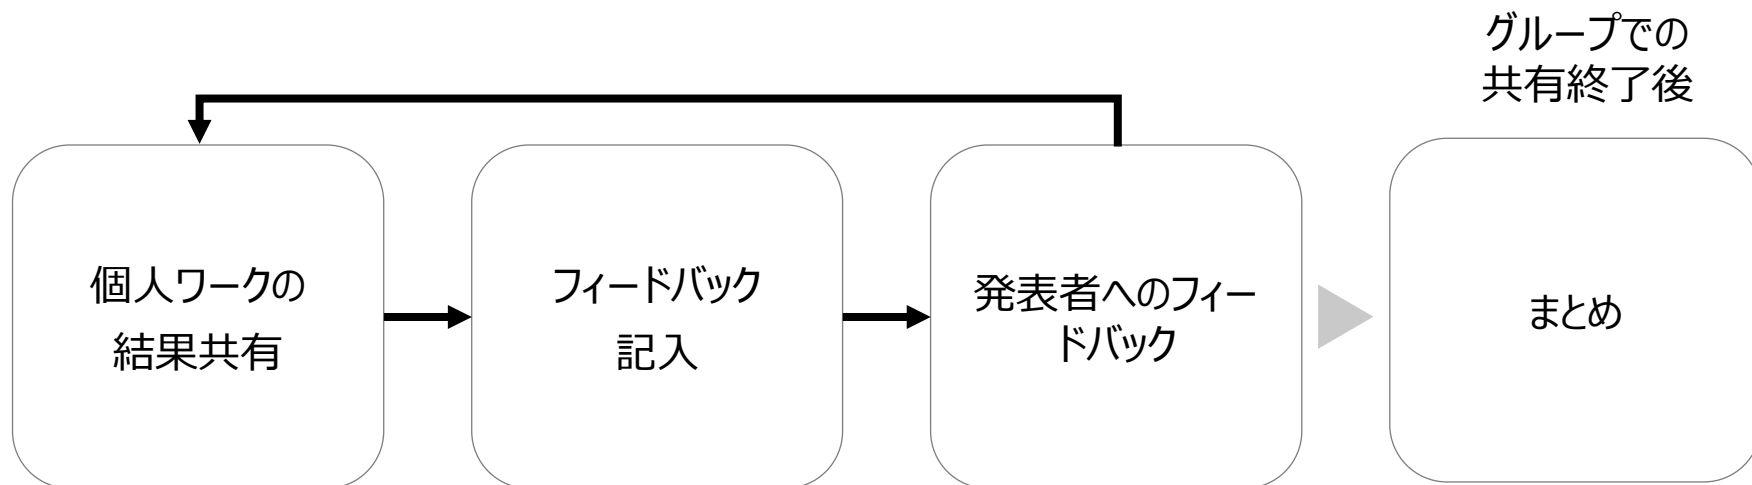 グループでの
共有終了後
個人ワークの
結果共有
フィードバック
記入
発表者へのフィー
ドバック
まとめ